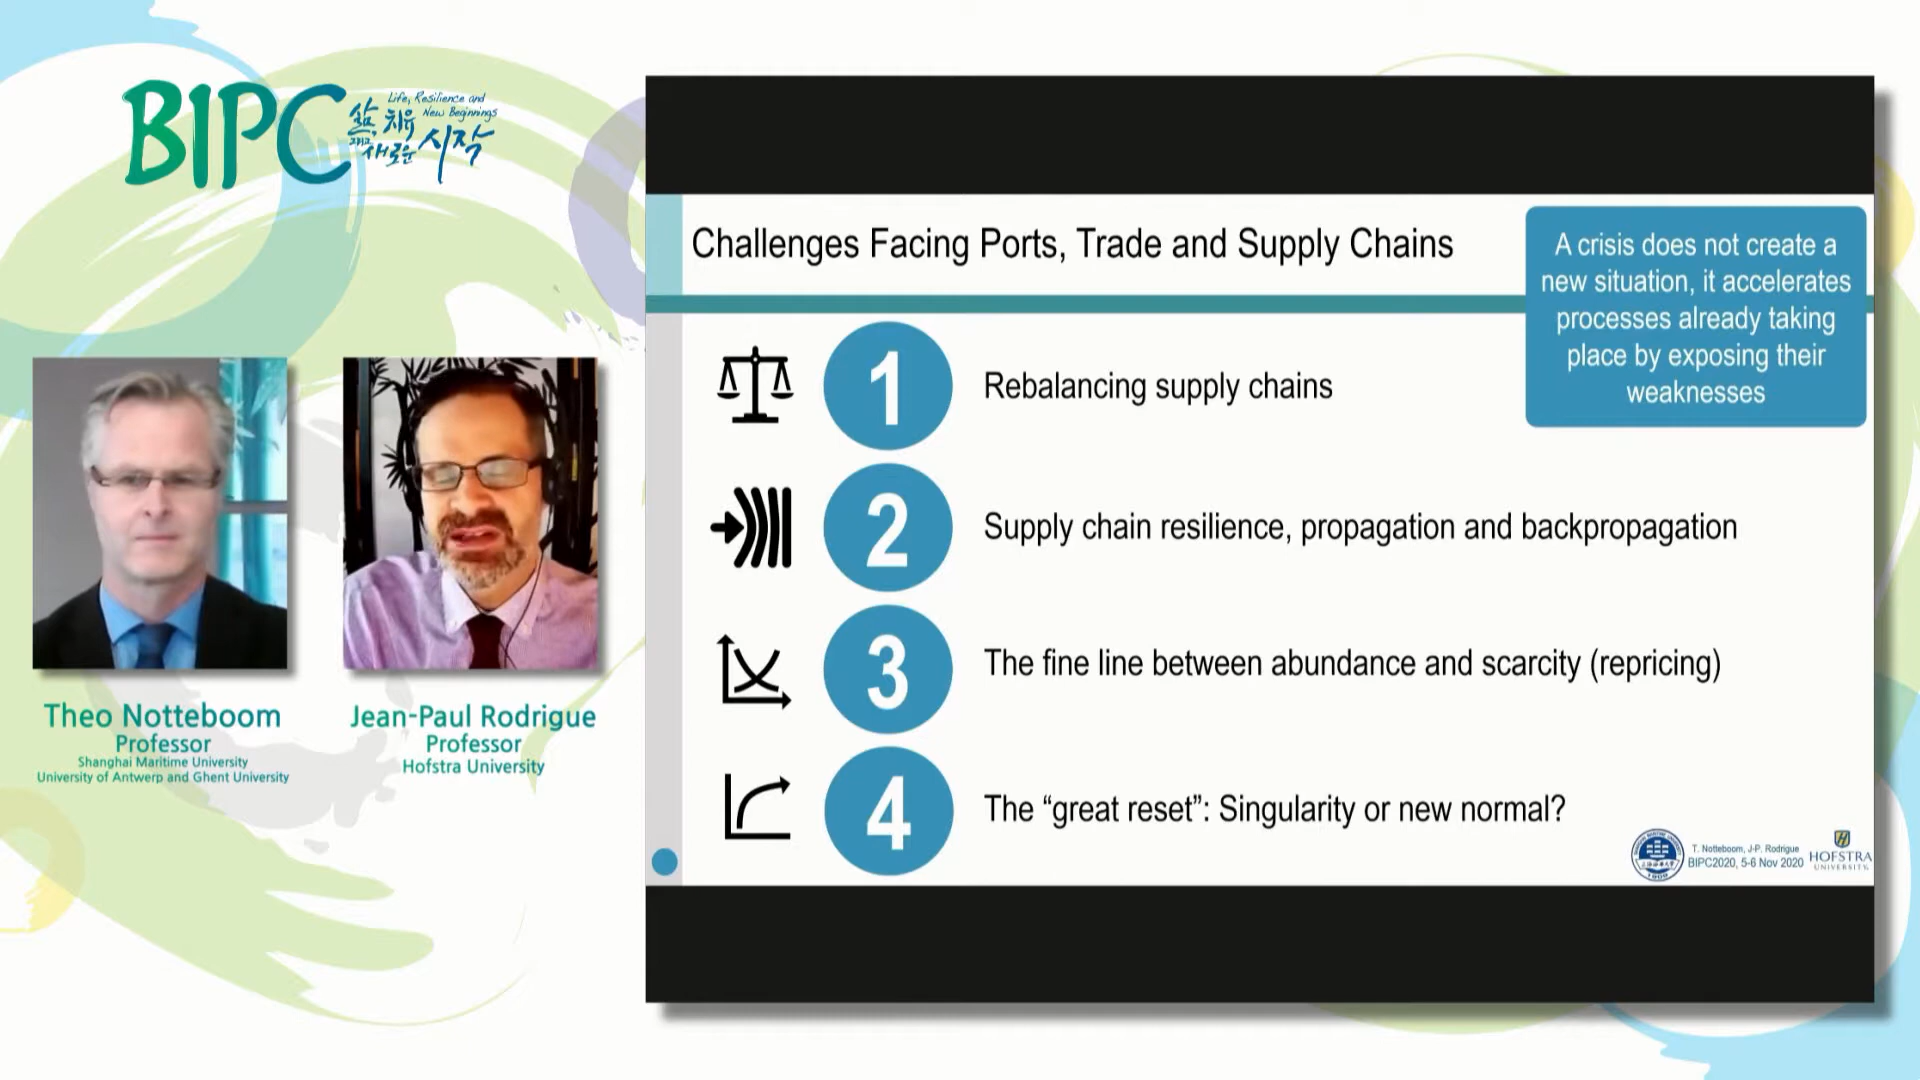 BIPC
Life, Resilience and
New Beginnings
삶, 치유
그리고
새로운 시작
Theo Notteboom
Professor
Shanghai Maritime University
University of Antwerp and Ghent University
Jean-Paul Rodrigue
Professor
Hofstra University
Challenges Facing Ports, Trade and Supply Chains
A crisis does not create a
new situation, it accelerates
processes already taking
place by exposing their
weaknesses
1
Rebalancing supply chains
2
Supply chain resilience, propagation and backpropagation
3
The fine line between abundance and scarcity (repricing)
4
The “great reset”: Singularity or new normal?
T. Notteboom, J-P. Rodrigue
BIPC2020, 5-6 Nov 2020
HOFSTRA
UNIVERSITY